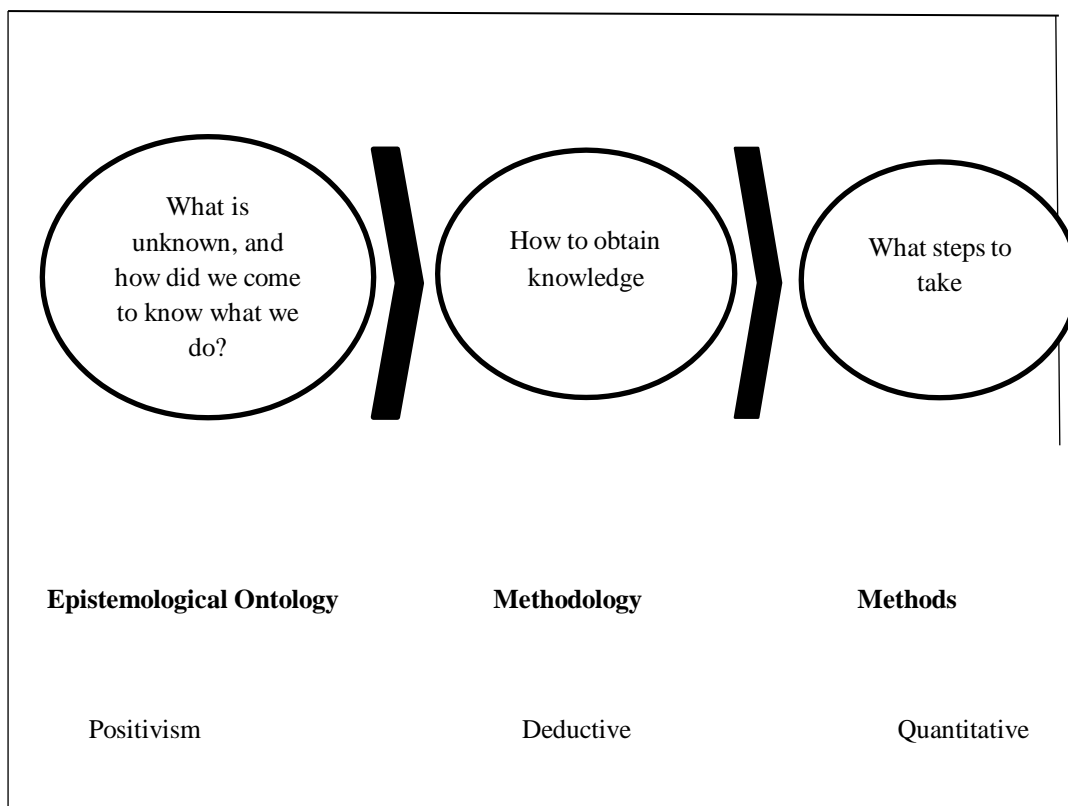 What is
unknown, and
how did we come
to know what we
do?
How to obtain
knowledge
What steps to
take
Epistemological Ontology
Methodology
Methods
Positivism
Deductive
Quantitative